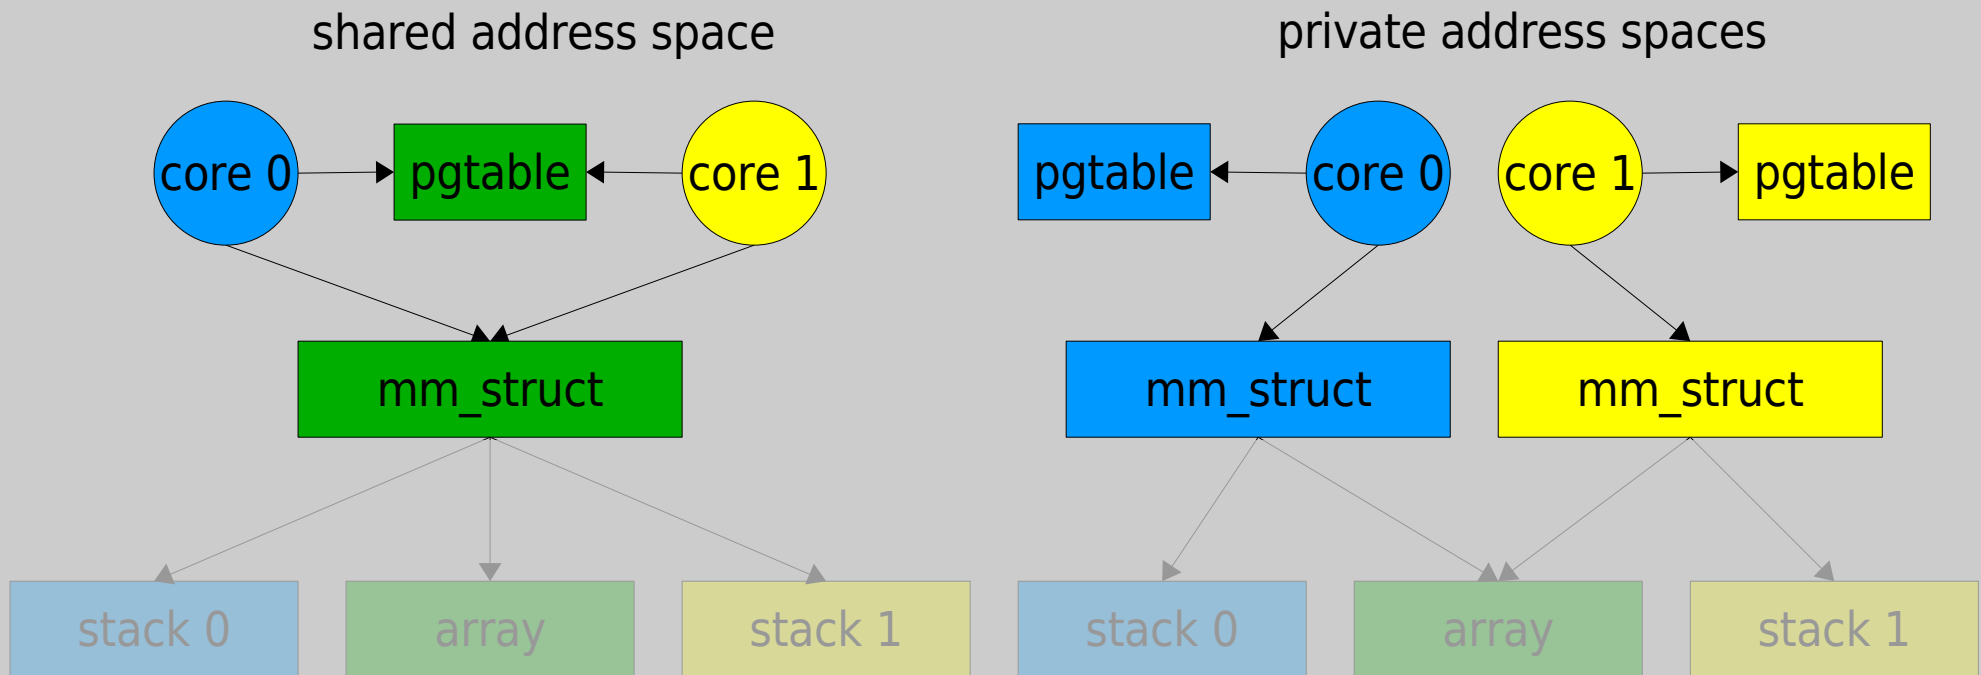 shared address space
core 0
pgtable
core 1
mm_struct
stack 0
array
stack 1
private address spaces
pgtable
core 0
core 1
pgtable
mm_struct
mm_struct
stack 0
array
stack 1